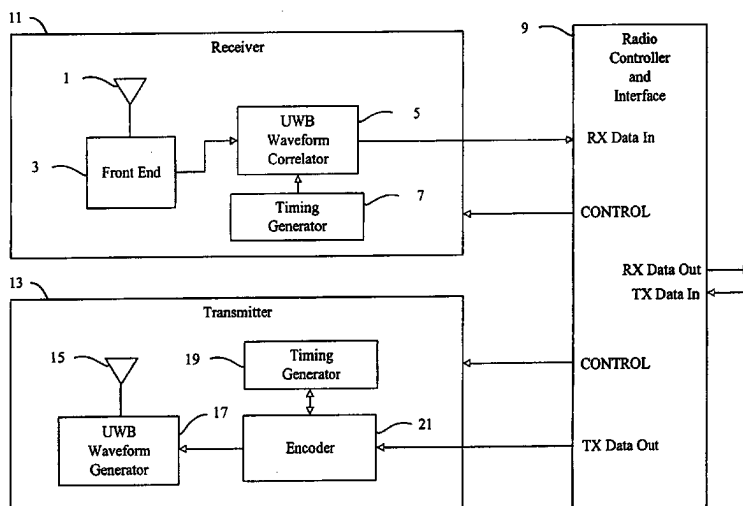 11
Receiver
1
3
Front End
UWB
Waveform
Correlator
5
Timing
Generator
7
9
Radio
Controller
and
Interface
RX Data In
CONTROL
RX Data Out
TX Data In
CONTROL
TX Data Out
13
Transmitter
15
19
Timing
Generator
17
UWB
Waveform
Generator
21
Encoder